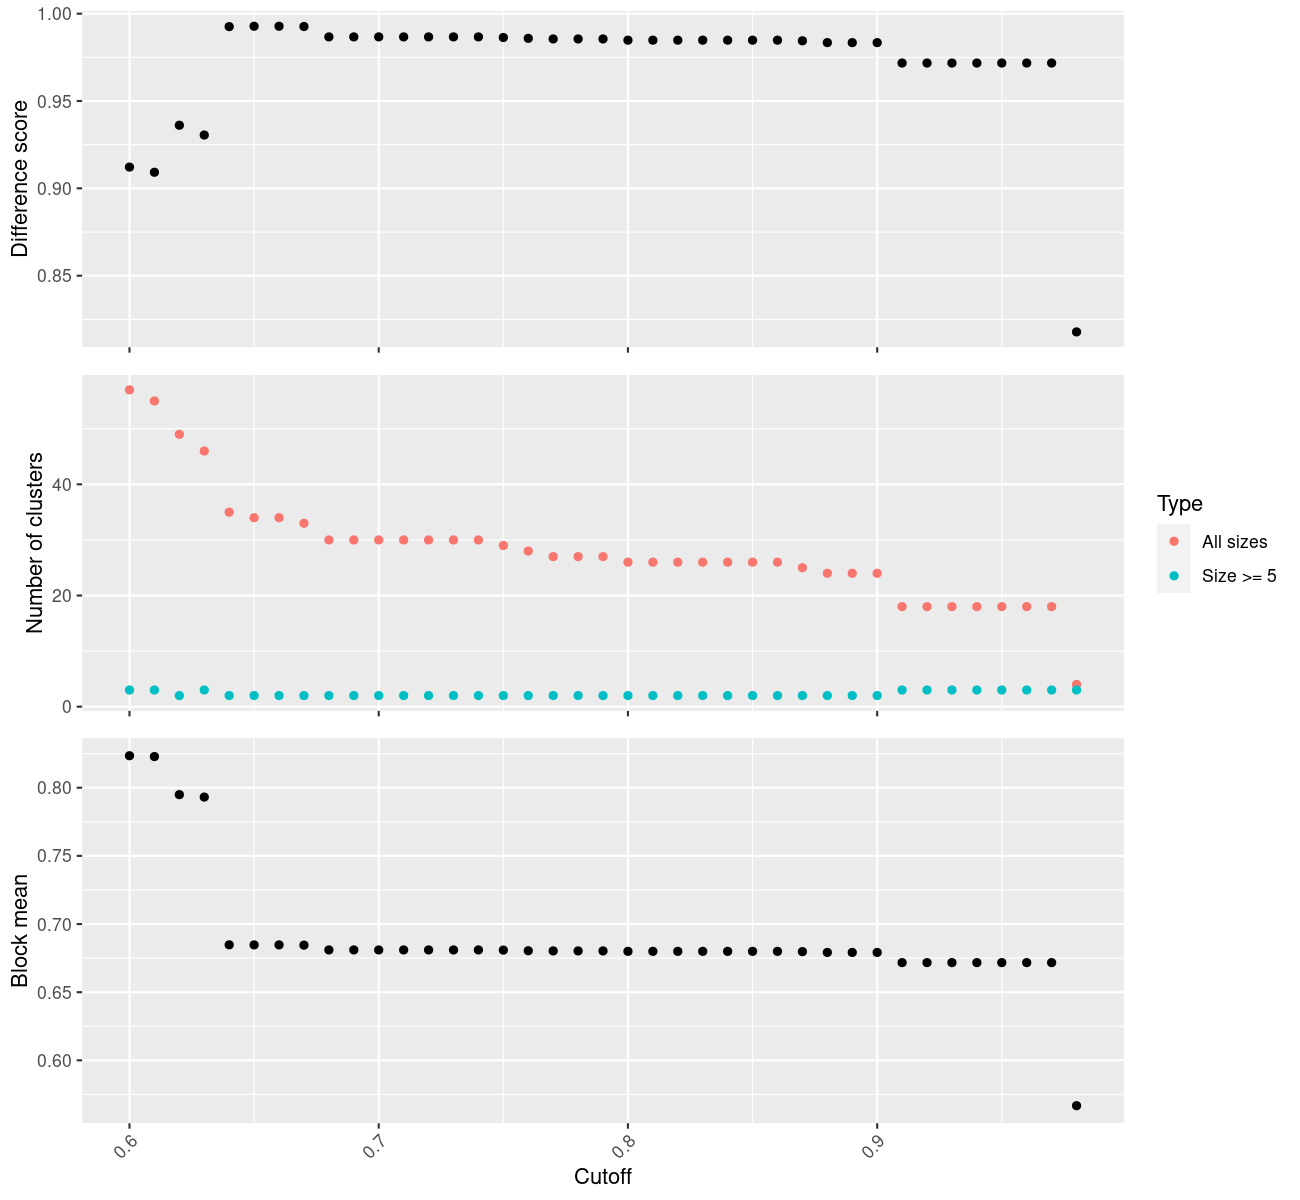 Difference score
1.00
0.95
0.90
0.85
Number of clusters
40
20
0
Type
All sizes
Size >= 5
Block mean
0.80
0.75
0.70
0.65
0.60
0.6
0.7
0.8
0.9
Cutoff